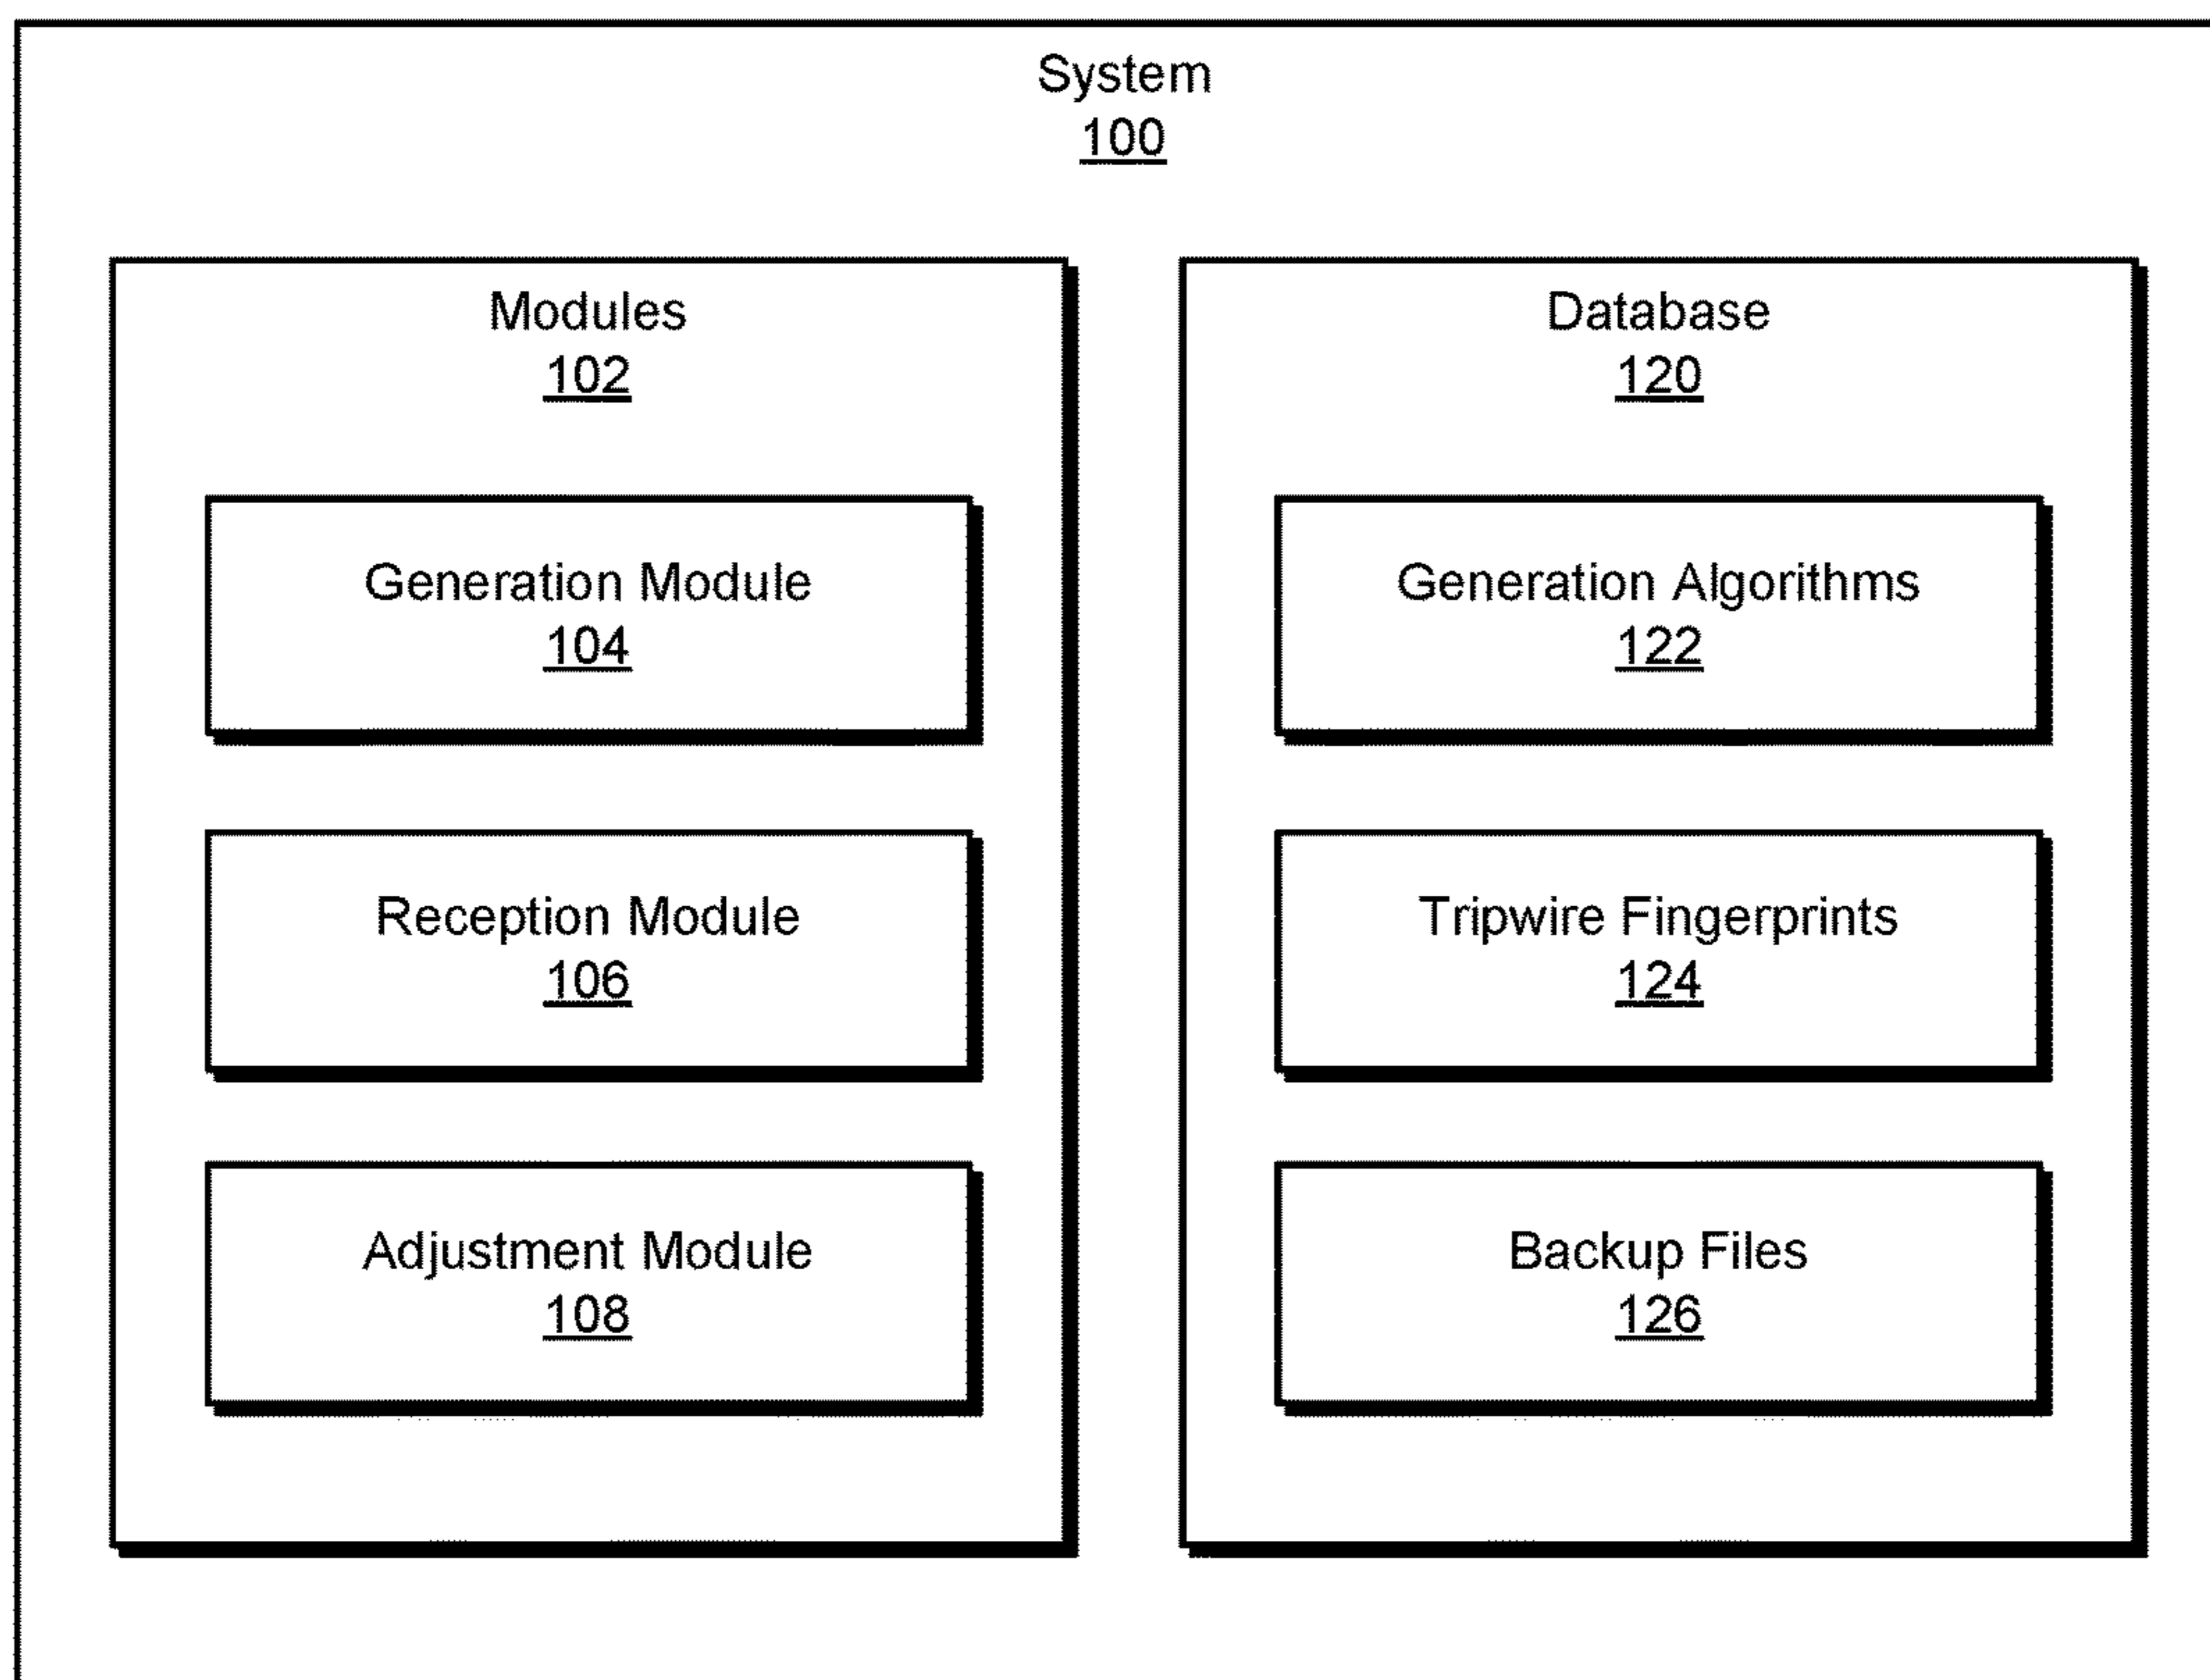 System
100
Modules
102
Generation Module
104
Reception Module
106
Adjustment Module
108
Database
120
Generation Algorithms
122
Tripwire Fingerprints
124
Backup Files
126